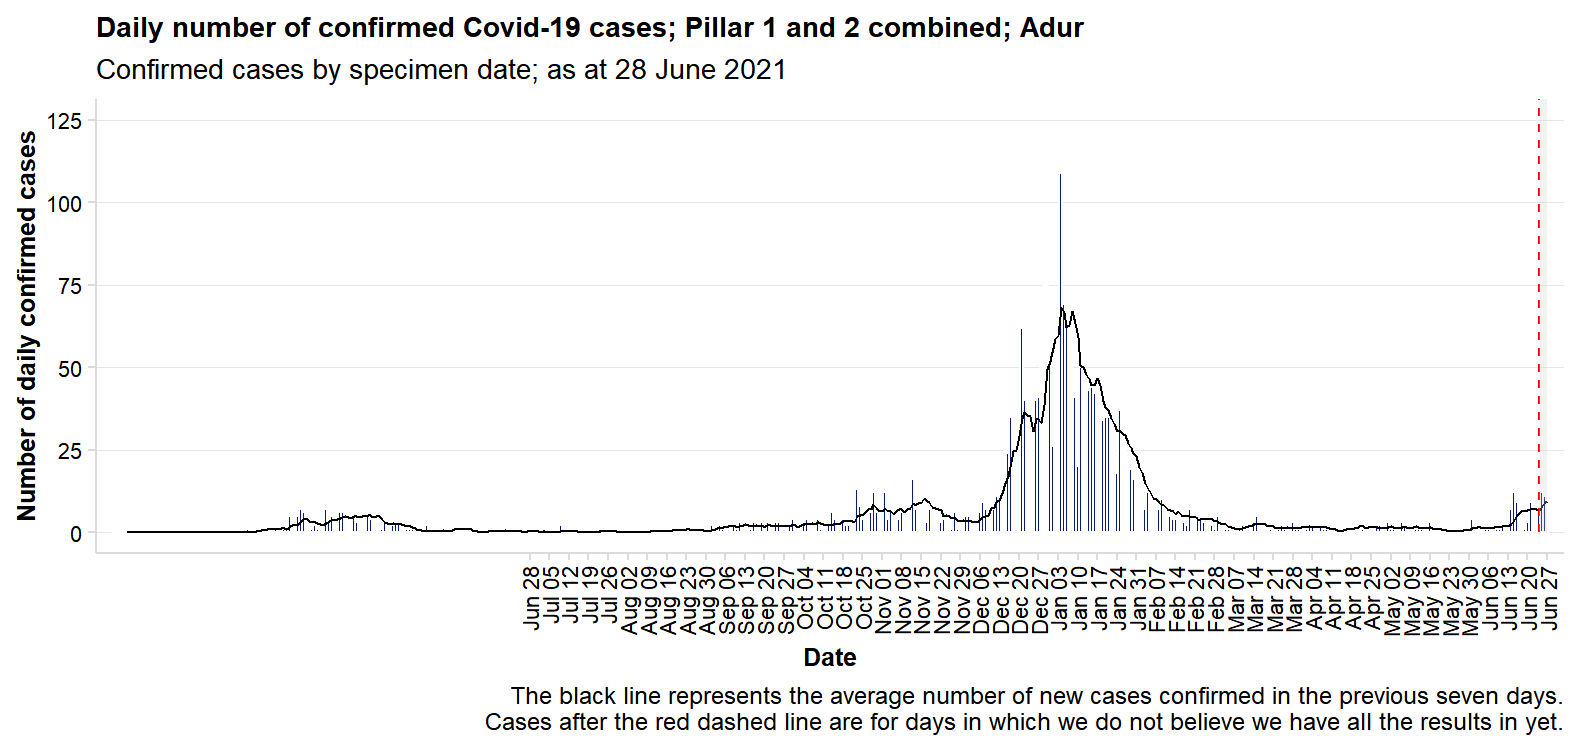 Daily number of confirmed Covid-19 cases; Pillar 1 and 2 combined; Adur
Confirmed cases by specimen date; as at 28 June 2021
Number of daily confirmed cases
125
100
75
50
25
0
Jun 28
Jul 05
Jul 12
Jul 19
Jul 26
Aug 02
Aug 09
Aug 16
Aug 23
Aug 30
Sep 06
Sep 13
Sep 20
Sep 27
Oct 04
Oct 11
Oct 18
Oct 25
Nov 01
Nov 08
Nov 15
Nov 22
Nov 29
Dec 06
Dec 13
Dec 20
Dec 27
Jan 03
Jan 10
Jan 17
Jan 24
Jan 31
Feb 07
Feb 14
Feb 21
Feb 28
Mar 07
Mar 14
Mar 21
Mar 28
Apr 04
Apr 11
Apr 18
Apr 25
May 02
May 09
May 16
May 23
May 30
Jun 06
Jun 13
Jun 20
Jun 27
Date
The black line represents the average number of new cases confirmed in the previous seven days.
Cases after the red dashed line are for days in which we do not believe we have all the results in yet.